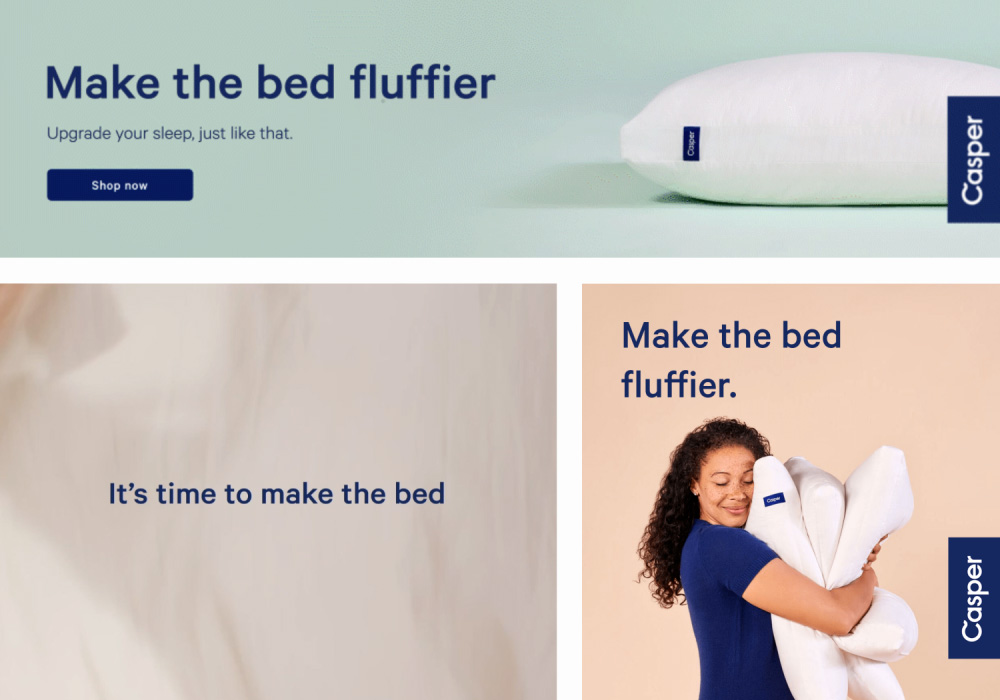 Make the bed fluffier
Upgrade your sleep, just like that.
Shop now
Casper
Casper
It’s time to make the bed
Make the bed
fluffier.
Casper
Casper